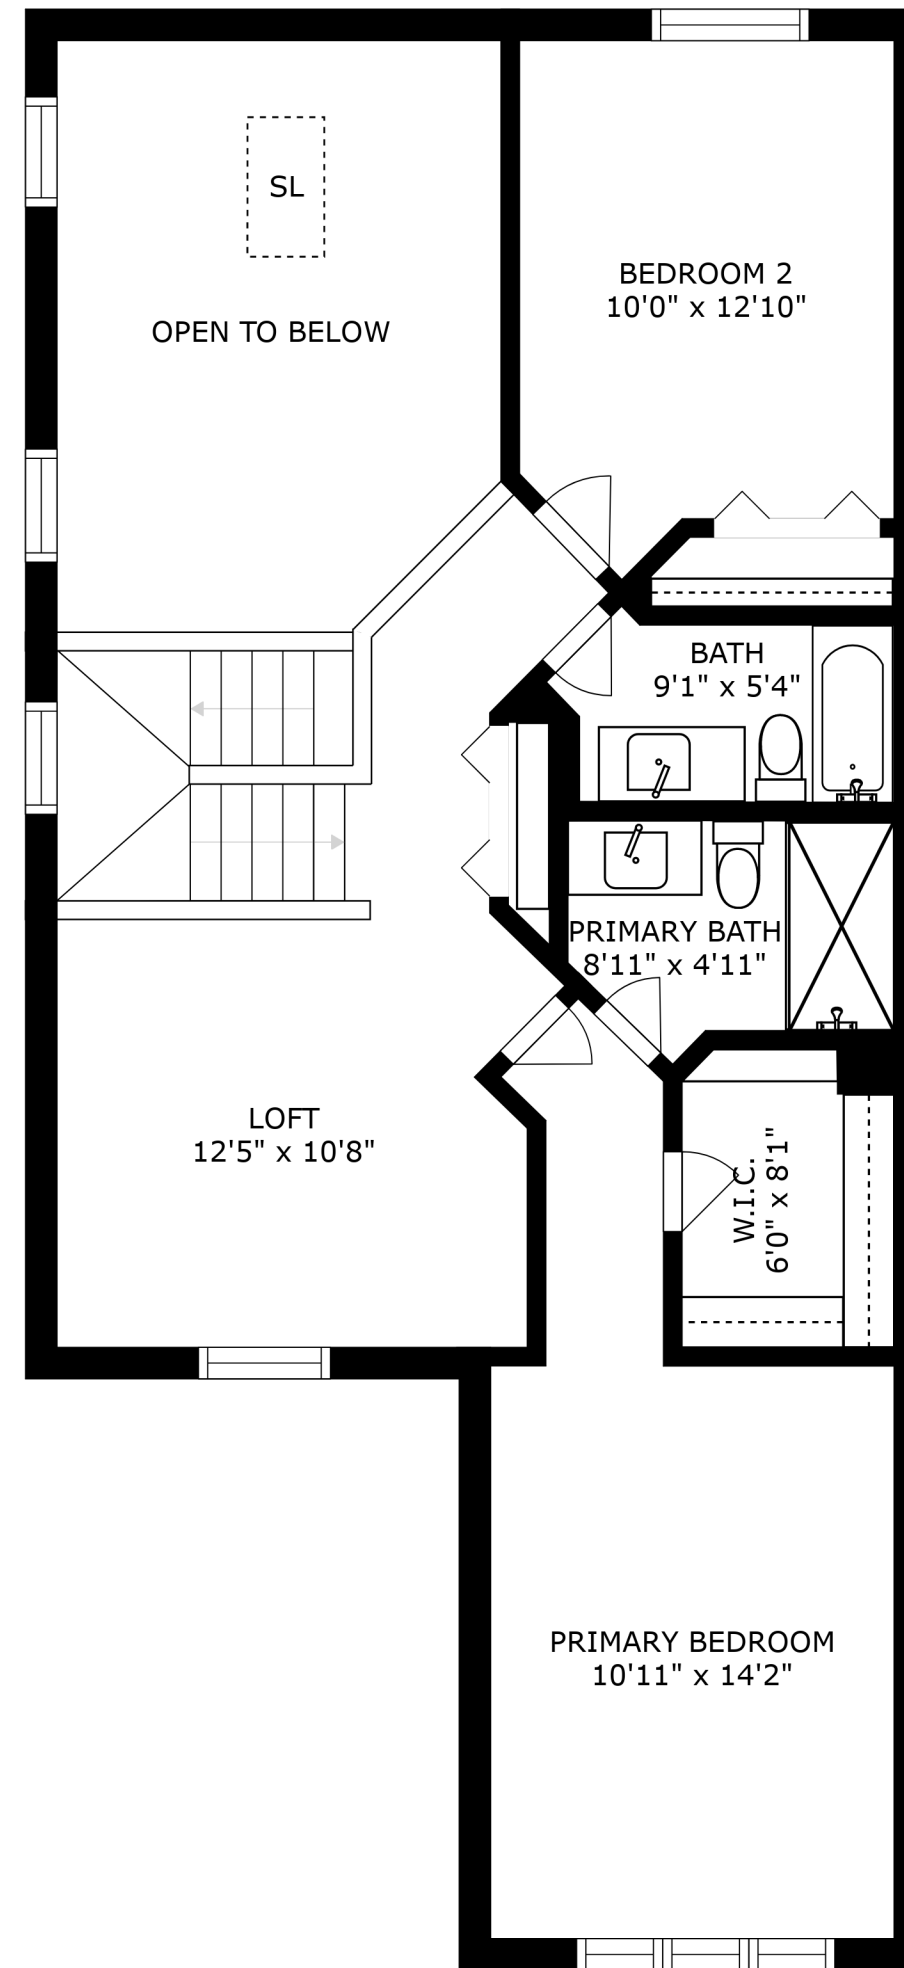 SL
BEDROOM 2
10'0" x 12'10"
OPEN TO BELOW
BATH
9'1" x 5'4"
PRIMARY BATH
8'11" x 4'11"
LOFT
12'5" x 10'8"
W.I.C.
6'0" x 8'1"
PRIMARY BEDROOM
10'11" x 14'2"